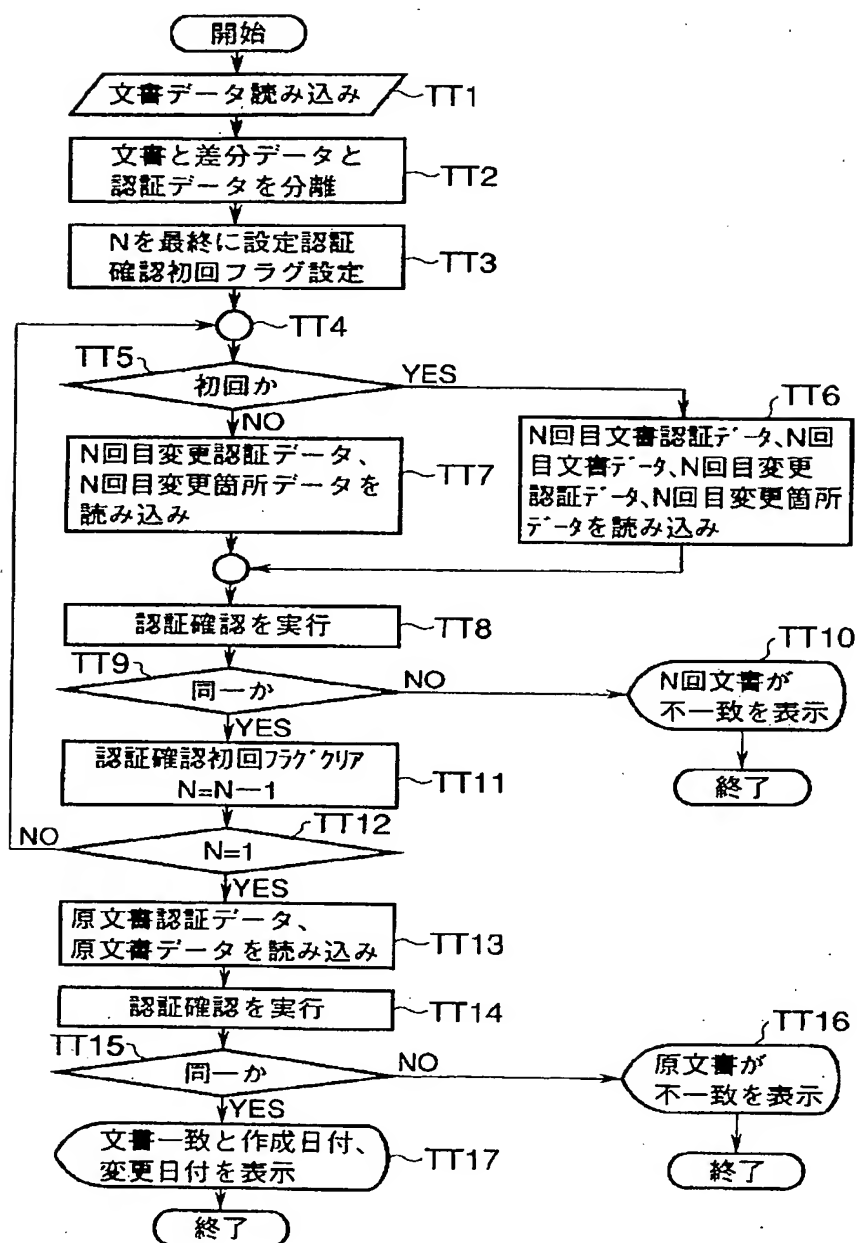 開始
文書データ読み込み
TT1
文書と差分データと
認証データを分離
TT2
Nを最終に設定認証
確認初回フラグ設定
TT3
TT4
TT5
初回か
YES
NO
TT6
N回目文書認証データ、N回
目文書データ、N回目変更
認証データ、N回目変更箇所
データを読み込み
N回目変更認証データ、
N回目変更箇所データを
読み込み
TT7
認証確認を実行
TT8
TT9
同一か
NO
YES
TT10
N回文書が
不一致を表示
終了
認証確認初回フラグクリア
N=N−1
TT11
TT12
N=1
NO
YES
原文書認証データ、
原文書データを読み込み
TT13
認証確認を実行
TT14
TT15
同一か
NO
YES
TT16
原文書が
不一致を表示
終了
文書一致と作成日付、
変更日付を表示
TT17
終了